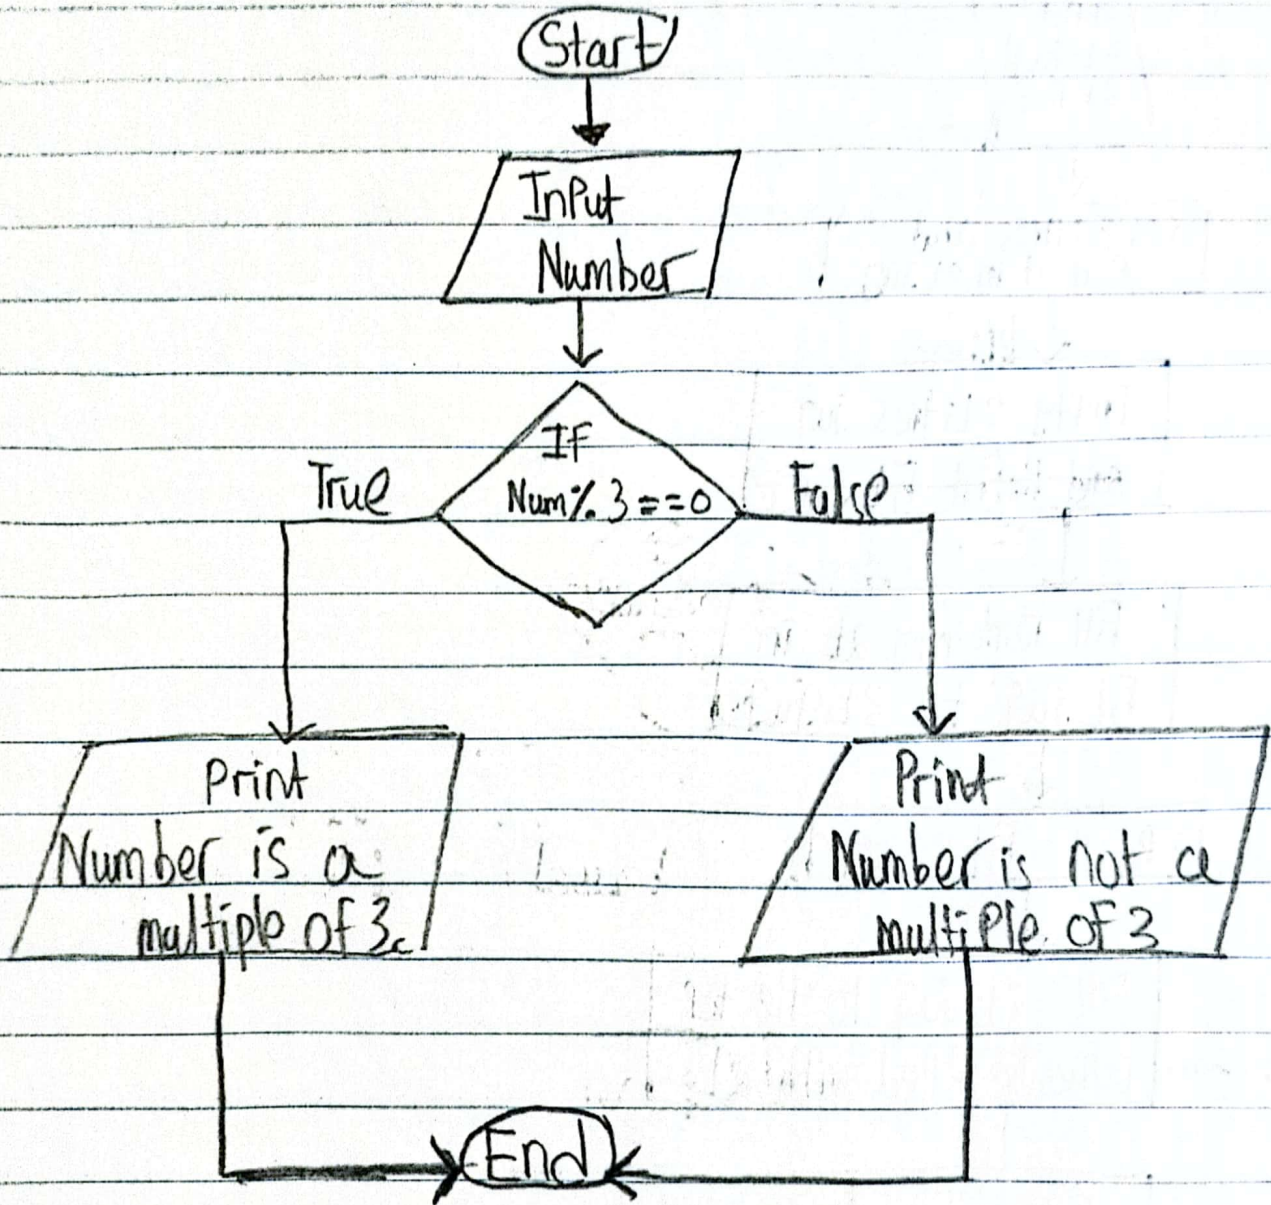 Start
InPut
Number
IF
Num% 3 ==0
True
False
Print
Number is a
multiple of 3.
Print
Number is not a
multiPle. OF 3
End